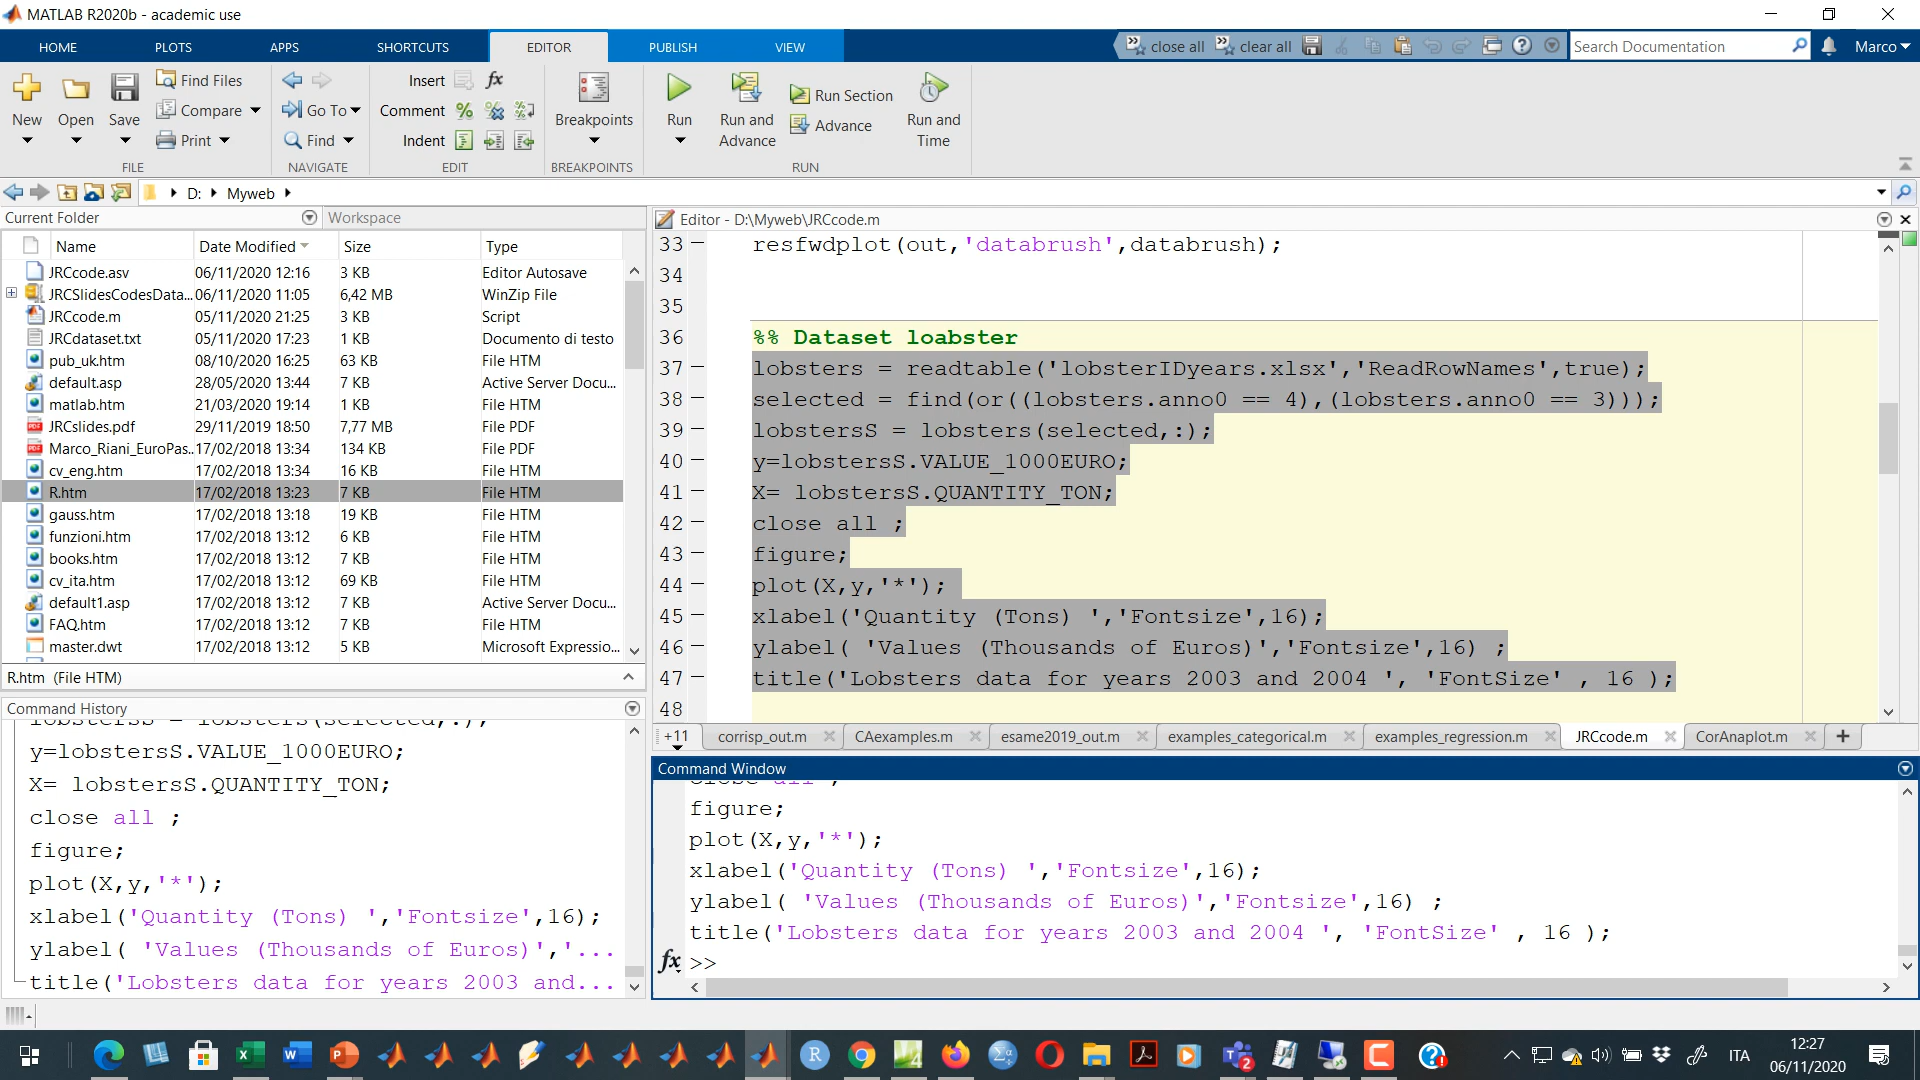 MATLAB R2020b - academic use
HOME PLOTS APPS SHORTCUTS EDITOR PUBLISH VIEW close all clear all Search Documentation Marco
New Open Save Find Files Compare Print
FILE
Go To Find
NAVIGATE
Insert fx
Comment
Indent
EDIT
Breakpoints
BREAKPOINTS
Run Run and Advance Run Section Advance Run and Time
RUN
D: Myweb
Current Folder Workspace
Name Date Modified Size Type
JRCcode.asv 06/11/2020 12:16 3 KB Editor Autosave
JRCSlidesCodesData... 06/11/2020 11:05 6,42 MB WinZip File
JRCcode.m 05/11/2020 21:25 3 KB Script
JRCdataset.txt 05/11/2020 17:23 1 KB Documento di testo
pub_uk.htm 08/10/2020 16:25 63 KB File HTM
default.asp 28/05/2020 13:44 7 KB Active Server Docu...
matlab.htm 21/03/2020 19:14 1 KB File HTM
JRCslides.pdf 29/11/2019 18:50 7,77 MB File PDF
Marco_Riani_EuroPas... 17/02/2018 13:34 134 KB File PDF
cv_eng.htm 17/02/2018 13:34 16 KB File HTM
R.htm 17/02/2018 13:23 7 KB File HTM
gauss.htm 17/02/2018 13:18 19 KB File HTM
funzioni.htm 17/02/2018 13:12 6 KB File HTM
books.htm 17/02/2018 13:12 7 KB File HTM
cv_ita.htm 17/02/2018 13:12 69 KB File HTM
default1.asp 17/02/2018 13:12 7 KB Active Server Docu...
FAQ.htm 17/02/2018 13:12 7 KB File HTM
master.dwt 17/02/2018 13:12 5 KB Microsoft Expressio...
R.htm (File HTM)
Command History
lobstersS = lobsters(selected,:);
y=lobstersS.VALUE_1000EURO;
X= lobstersS.QUANTITY_TON;
close all ;
figure;
plot(X,y,'*');
xlabel('Quantity (Tons) ','Fontsize',16);
ylabel( 'Values (Thousands of Euros)','...
title('Lobsters data for years 2003 and...
Editor - D:\Myweb\JRCcode.m
33 — resfwdplot(out,'databrush',databrush);
34
35
36 %% Dataset loabster
37 — lobsters = readtable('lobsterIDyears.xlsx','ReadRowNames',true);
38 — selected = find(or((lobsters.anno0 == 4),(lobsters.anno0 == 3)));
39 — lobstersS = lobsters(selected,:);
40 — y=lobstersS.VALUE_1000EURO;
41 — X= lobstersS.QUANTITY_TON;
42 — close all ;
43 — figure;
44 — plot(X,y,'*');
45 — xlabel('Quantity (Tons) ','Fontsize',16);
46 — ylabel( 'Values (Thousands of Euros)','Fontsize',16) ;
47 — title('Lobsters data for years 2003 and 2004 ', 'FontSize' , 16 );
48
+11 corrisp_out.m CAexamples.m esame2019_out.m examples_categorical.m examples_regression.m JRCcode.m CorAnaplot.m +
Command Window
close all ;
figure;
plot(X,y,'*');
xlabel('Quantity (Tons) ','Fontsize',16);
ylabel( 'Values (Thousands of Euros)','Fontsize',16) ;
title('Lobsters data for years 2003 and 2004 ', 'FontSize' , 16 );
fx >>
ITA 12:27
06/11/2020